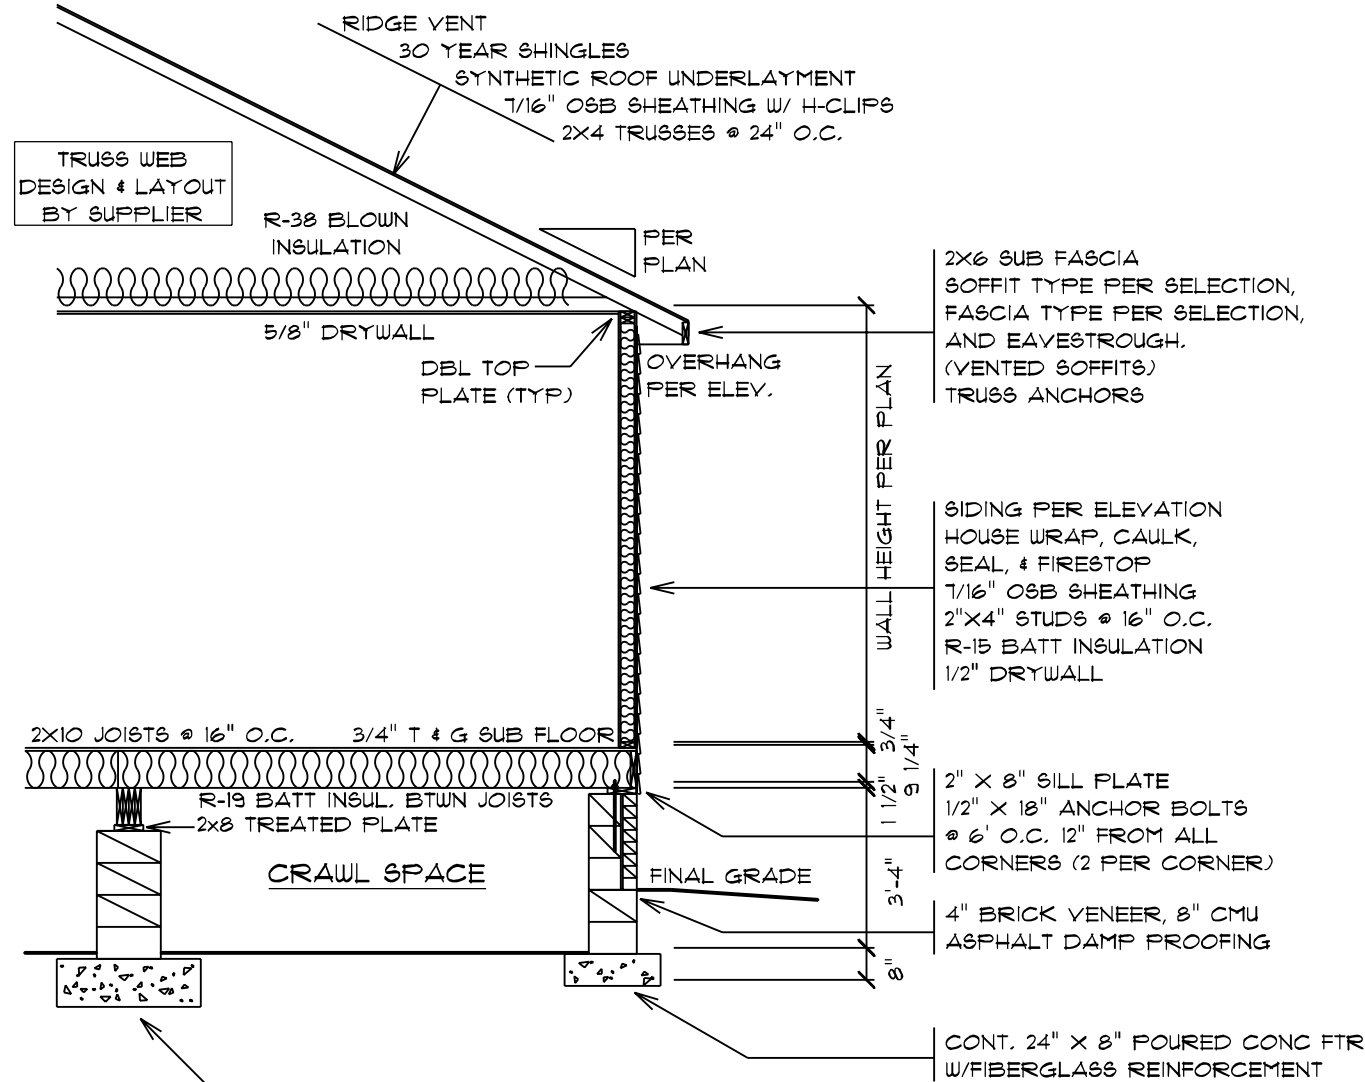 RIDGE VENT
30 YEAR SHINGLES
SYNTHETIC ROOF UNDERLAYMENT
7/16" OSB SHEATHING W/ H-CLIPS
2X4 TRUSSES @ 24" O.C.
TRUSS WEB
DESIGN & LAYOUT
BY SUPPLIER
R-38 BLOWN
INSULATION
PER
PLAN
5/8" DRYWALL
DBL TOP
PLATE (TYP)
OVERHANG
PER ELEV.
2X6 SUB FASCIA
SOFFIT TYPE PER SELECTION,
FASCIA TYPE PER SELECTION,
AND EAVESTROUGH.
(VENTED SOFFITS)
TRUSS ANCHORS
WALL HEIGHT PER PLAN
SIDING PER ELEVATION
HOUSE WRAP, CAULK,
SEAL, & FIRESTOP
7/16" OSB SHEATHING
2"X4" STUDS @ 16" O.C.
R-15 BATT INSULATION
1/2" DRYWALL
2X10 JOISTS @ 16" O.C.
3/4" T & G SUB FLOOR
3/4"
9 1/4"
1 1/2"
R-19 BATT INSUL. BTWN JOISTS
2x8 TREATED PLATE
CRAWL SPACE
2" X 8" SILL PLATE
1/2" X 18" ANCHOR BOLTS
@ 6' O.C. 12" FROM ALL
CORNERS (2 PER CORNER)
FINAL GRADE
3'-4"
4" BRICK VENEER, 8" CMU
ASPHALT DAMP PROOFING
8"
CONT. 24" X 8" POURED CONC FTR
W/FIBERGLASS REINFORCEMENT